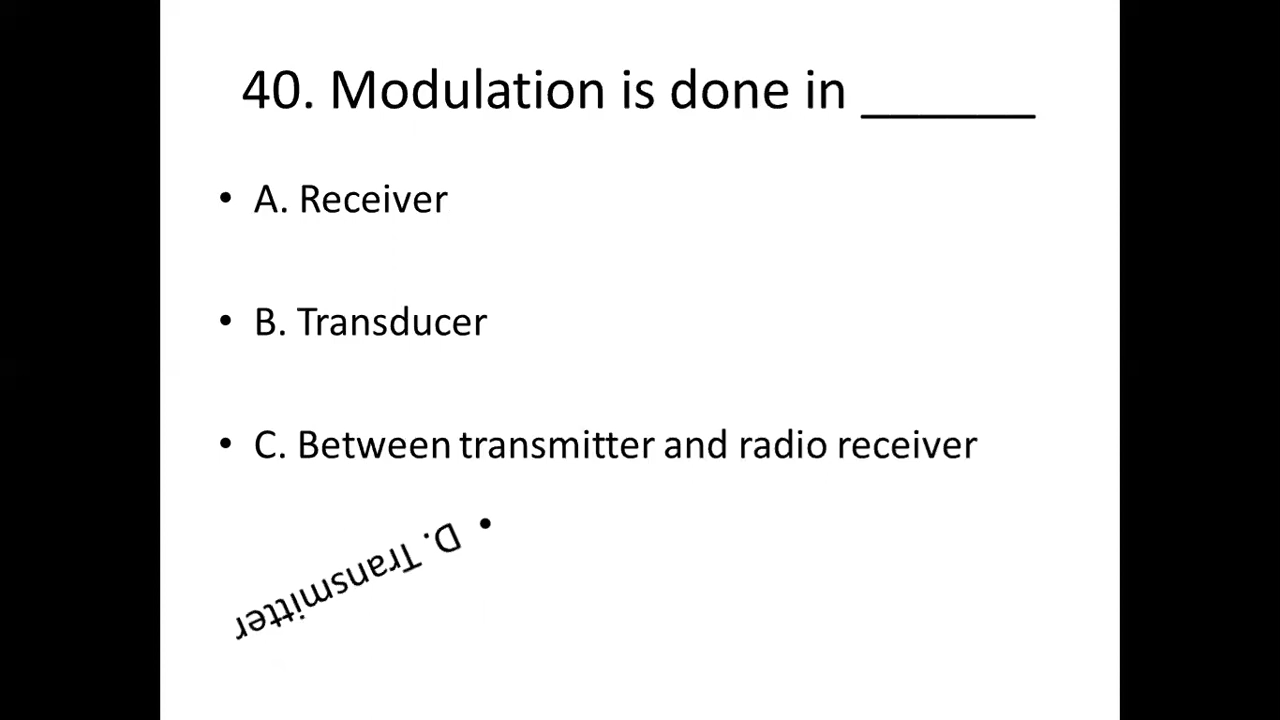 40. Modulation is done in _______
• A. Receiver
• B. Transducer
• C. Between transmitter and radio receiver
• D. Transmitter